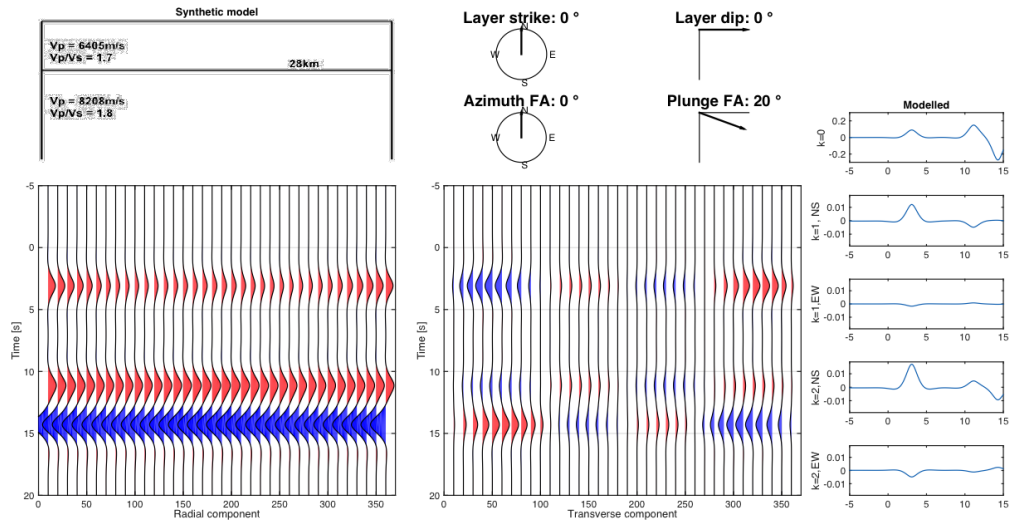 Synthetic model
Vp = 6405m/s
Vp/Vs = 1.7
28km
Vp = 8208m/s
Vp/Vs = 1.8
Layer strike: 0 °
N
W
E
S
Layer dip: 0 °
Azimuth FA: 0 °
N
W
E
S
Plunge FA: 20 °
-5
0
5
10
15
20
Time [s]
0 50 100 150 200 250 300 350
Radial component
-5
0
5
10
15
20
Time [s]
0 50 100 150 200 250 300 350
Transverse component
Modelled
k=0
0.2
0
-0.2
-5 0 5 10 15
k=1, NS
0.01
0
-0.01
-5 0 5 10 15
k=1,EW
0.01
0
-0.01
-5 0 5 10 15
k=2,NS
0.01
0
-0.01
-5 0 5 10 15
k=2,EW
0.01
0
-0.01
-5 0 5 10 15